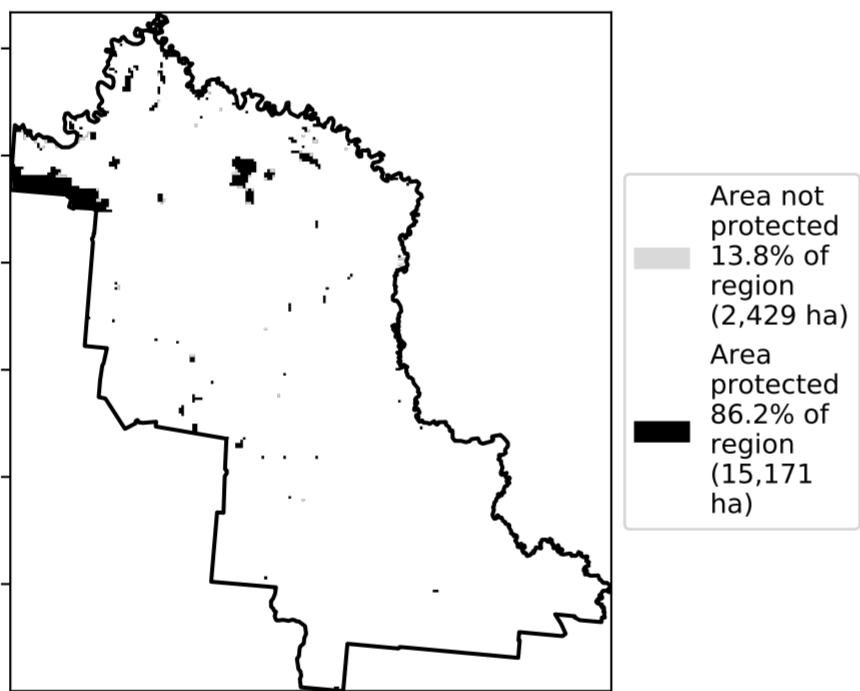 Area not
protected
13.8% of
region
(2,429 ha)
Area
protected
86.2% of
region
(15,171
ha)